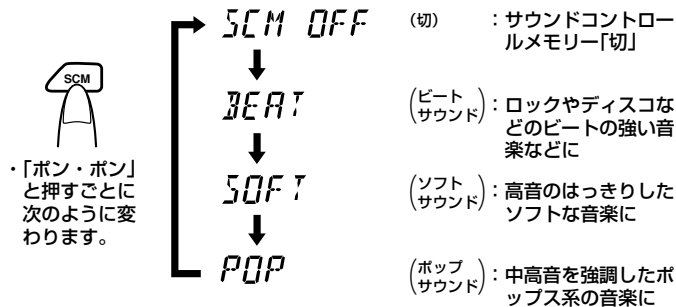 SCM
・「ポン・ポン」
と押すごとに
次のように変
わります。
SCM OFF (切) ：サウンドコントロー
ルメモリー「切」
BEAT (ビート
サウンド)：ロックやディスコな
どのビートの強い音
楽などに
SOFT (ソフト
サウンド)：高音のはっきりした
ソフトな音楽に
POP (ポップ
サウンド)：中高音を強調したポ
ップス系の音楽に